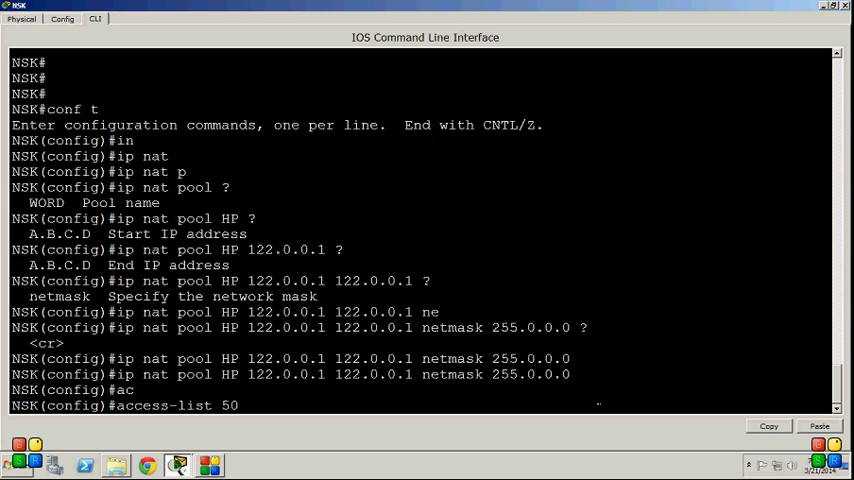 NSK
Physical Config CLI
IOS Command Line Interface
NSK#
NSK#
NSK#
NSK#conf t
Enter configuration commands, one per line.  End with CNTL/Z.
NSK(config)#in
NSK(config)#ip nat
NSK(config)#ip nat p
NSK(config)#ip nat pool ?
  WORD  Pool name
NSK(config)#ip nat pool HP ?
  A.B.C.D  Start IP address
NSK(config)#ip nat pool HP 122.0.0.1 ?
  A.B.C.D  End IP address
NSK(config)#ip nat pool HP 122.0.0.1 122.0.0.1 ?
  netmask  Specify the network mask
NSK(config)#ip nat pool HP 122.0.0.1 122.0.0.1 ne
NSK(config)#ip nat pool HP 122.0.0.1 122.0.0.1 netmask 255.0.0.0 ?
  <cr>
NSK(config)#ip nat pool HP 122.0.0.1 122.0.0.1 netmask 255.0.0.0
NSK(config)#ip nat pool HP 122.0.0.1 122.0.0.1 netmask 255.0.0.0
NSK(config)#ac
NSK(config)#access-list 50
Copy Paste
3/21/2014